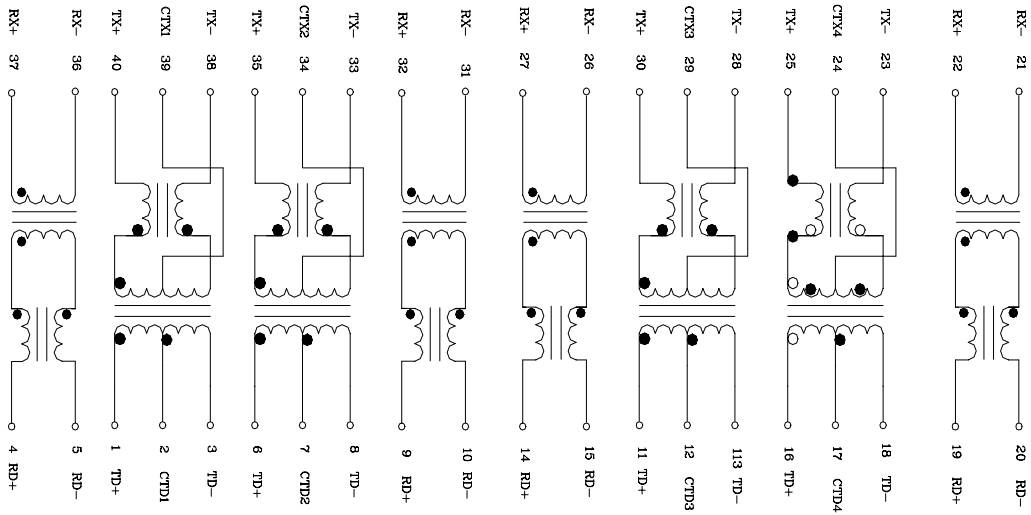 RX- 21 20 RD-
RX+ 22 19 RD+
TX- 23 18 TD-
CTX4 24 17 CTD4
TX+ 25 16 TD+
TX- 28 113 TD-
CTX3 29 12 CTD3
TX+ 30 11 TD+
RX- 26 15 RD-
RX+ 27 14 RD+
RX- 31 10 RD-
RX+ 32 9 RD+
TX- 33 8 TD-
CTX2 34 7 CTD2
TX+ 35 6 TD+
TX- 38 3 TD-
CTX1 39 2 CTD1
TX+ 40 1 TD+
RX- 36 5 RD-
RX+ 37 4 RD+